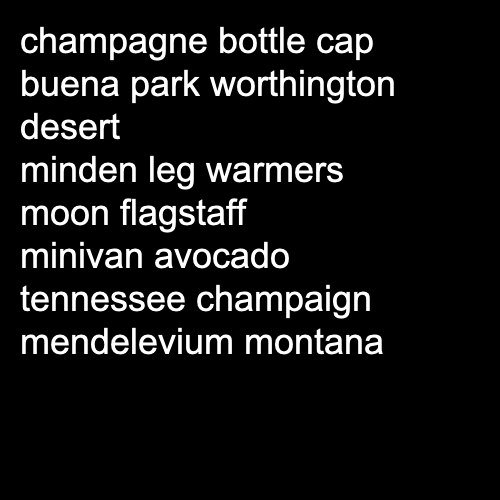 champagne bottle cap
buena park worthington
desert
minden leg warmers
moon flagstaff
minivan avocado
tennessee champaign
mendelevium montana